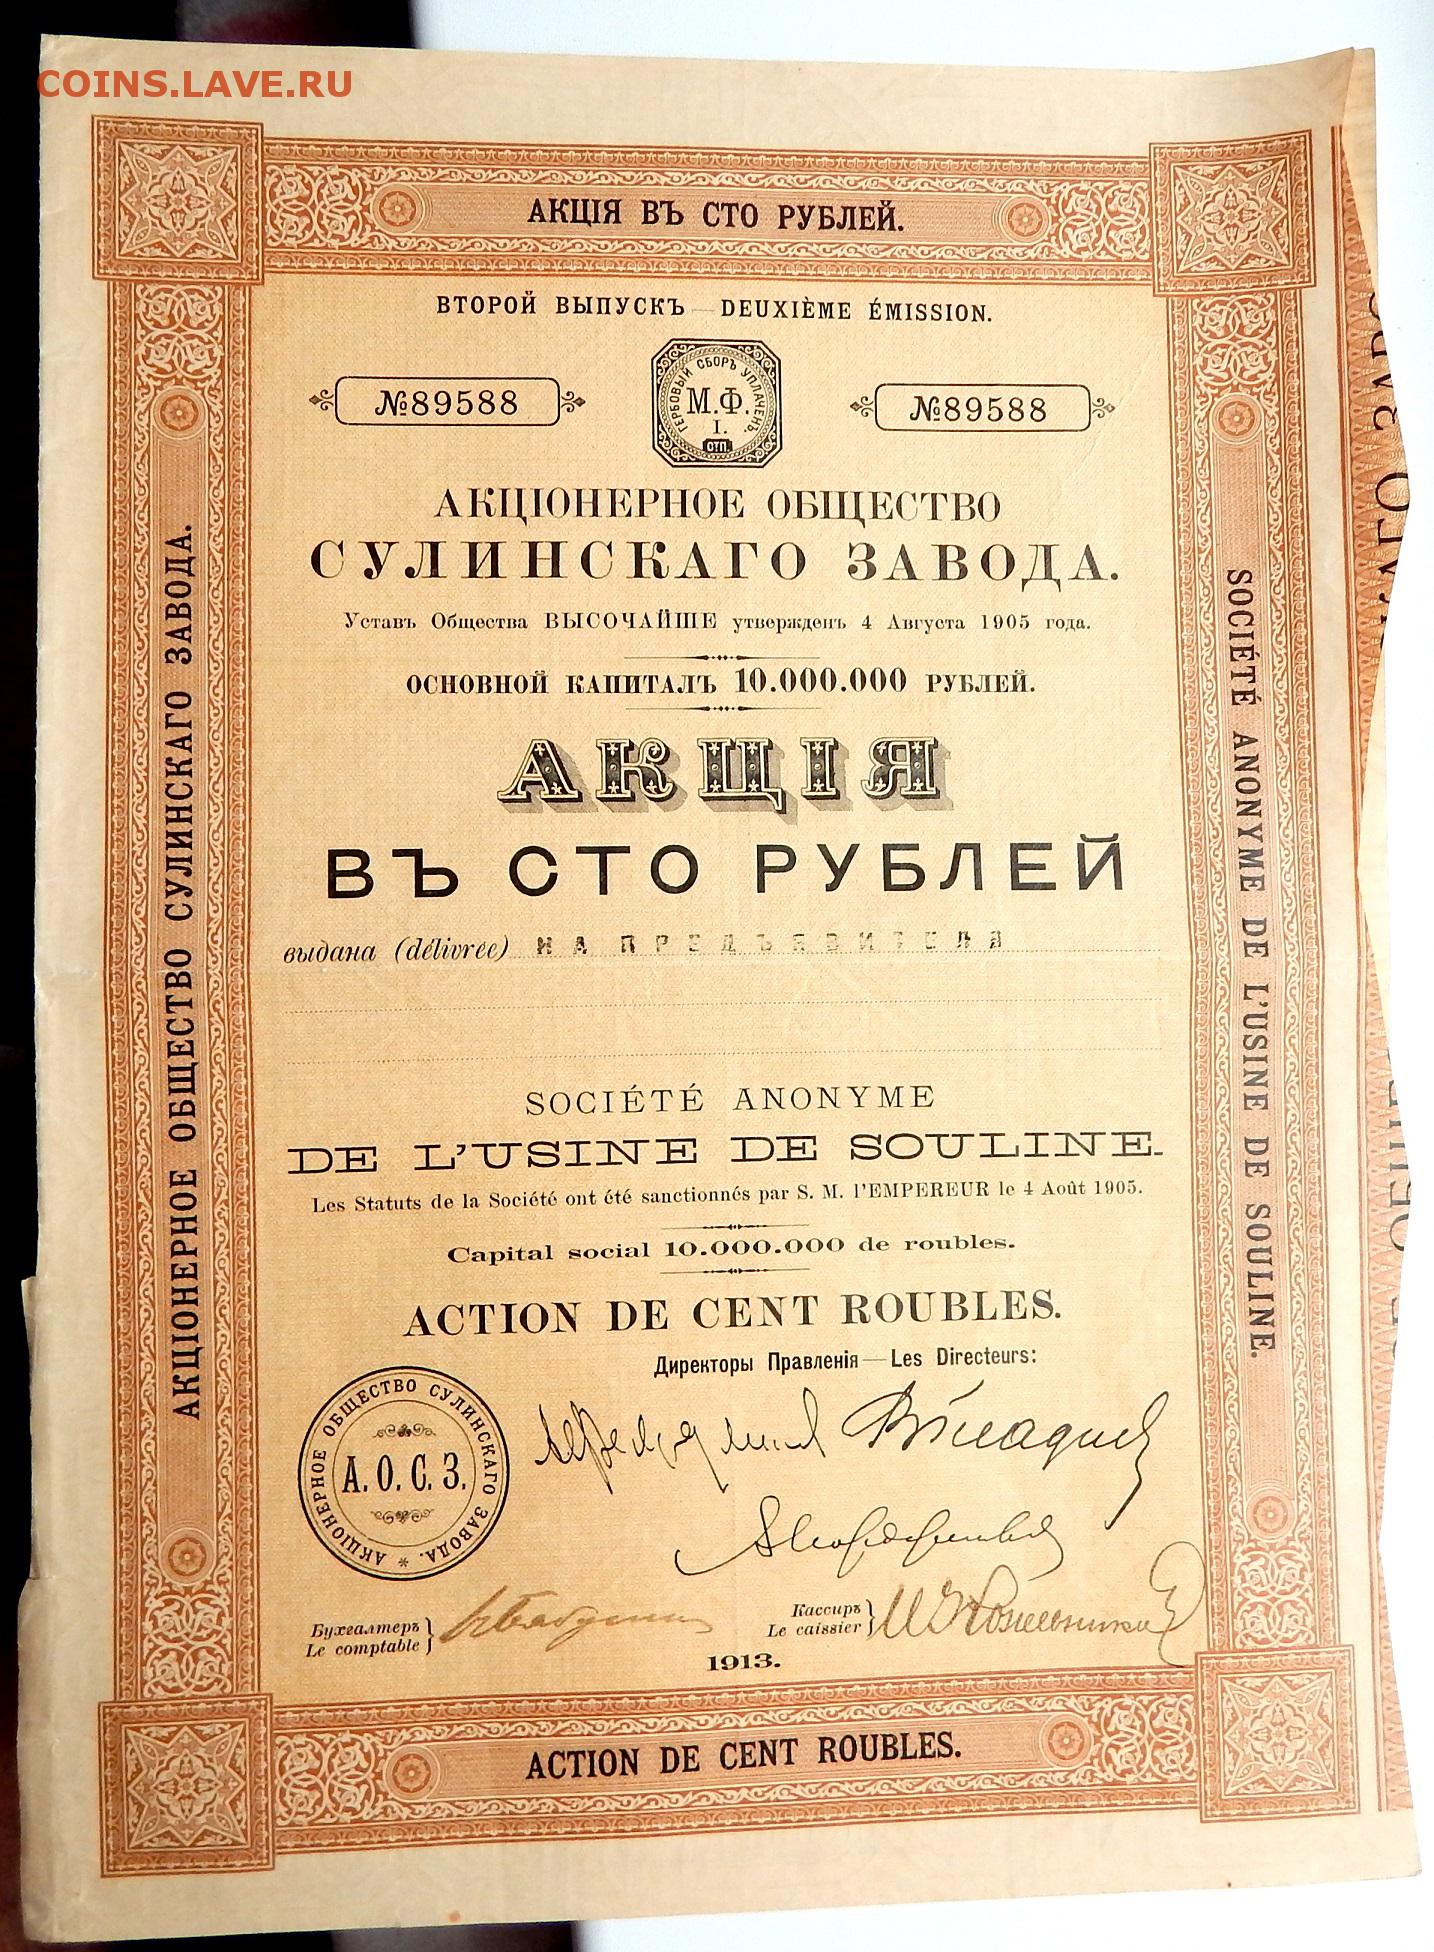 COINS.LAVE.RU
АКЦІЯ ВЪ СТО РУБЛЕЙ.
ВТОРОЙ ВЫПУСКЪ — DEUXIÈME ÉMISSION.
№89588
ГЕРБОВЫЙ СБОРЪ УПЛАЧЕНЪ.
М.Ф.
I.
ОТП.
№89588
АКЦІОНЕРНОЕ ОБЩЕСТВО
СУЛИНСКАГО ЗАВОДА.
Уставъ Общества ВЫСОЧАЙШЕ утвержденъ 4 Августа 1905 года.
ОСНОВНОЙ КАПИТАЛЪ 10.000.000 РУБЛЕЙ.
АКЦІЯ
ВЪ СТО РУБЛЕЙ
выдана (délivrée) НА ПРЕДЪЯВИТЕЛЯ
SOCIÉTÉ ANONYME
DE L'USINE DE SOULINE.
Les Statuts de la Société ont été sanctionnés par S. M. l'EMPEREUR le 4 Août 1905.
Capital social 10.000.000 de roubles.
ACTION DE CENT ROUBLES.
Директоры Правленія — Les Directeurs:
АКЦІОНЕРНОЕ ОБЩЕСТВО СУЛИНСКАГО ЗАВОДА. *
А. О. С. З.
Бухгалтеръ
Le comptable
Кассиръ
Le caissier
1913.
ACTION DE CENT ROUBLES.
АКЦІОНЕРНОЕ ОБЩЕСТВО СУЛИНСКАГО ЗАВОДА.
SOCIÉTÉ ANONYME DE L'USINE DE SOULINE.